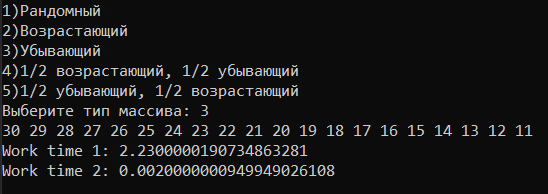 1)Рандомный
2)Возрастающий
3)Убывающий
4)1/2 возрастающий, 1/2 убывающий
5)1/2 убывающий, 1/2 возрастающий
Выберите тип массива: 3
30 29 28 27 26 25 24 23 22 21 20 19 18 17 16 15 14 13 12 11
Work time 1: 2.2300000190734863281
Work time 2: 0.0020000000949949026108